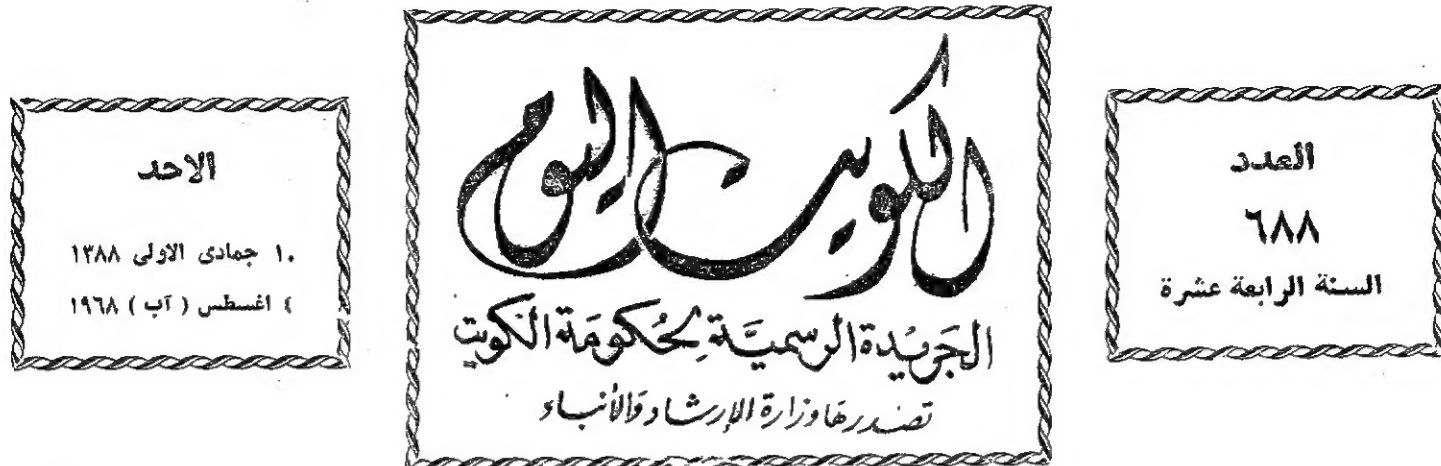 العدد
٦٨٨
السنة الرابعة عشرة
الكويت اليوم
الجريدة الرسمية لحكومة الكويت
تصدرها وزارة الإرشاد والأنباء
الاحد
١٠ جمادى الاولى ١٣٨٨
٤ اغسطس ( آب ) ١٩٦٨